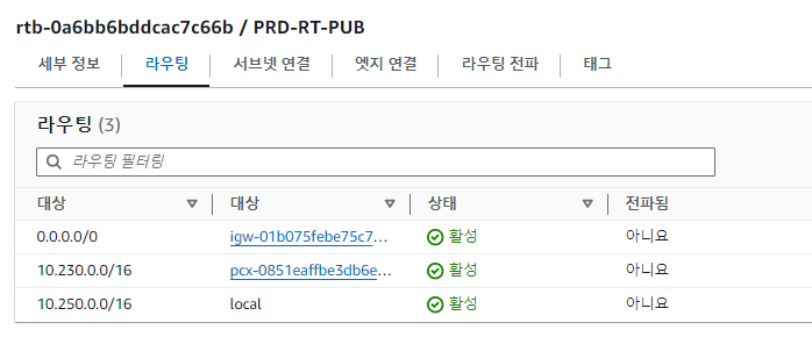 rtb-0a6bb6bddcac7c66b / PRD-RT-PUB
세부 정보 라우팅 서브넷 연결 엣지 연결 라우팅 전파 태그
라우팅 (3)
라우팅 필터링
대상 대상 상태 전파됨
0.0.0.0/0 igw-01b075febe75c7... 활성 아니요
10.230.0.0/16 pcx-0851eaffbe3db6e... 활성 아니요
10.250.0.0/16 local 활성 아니요